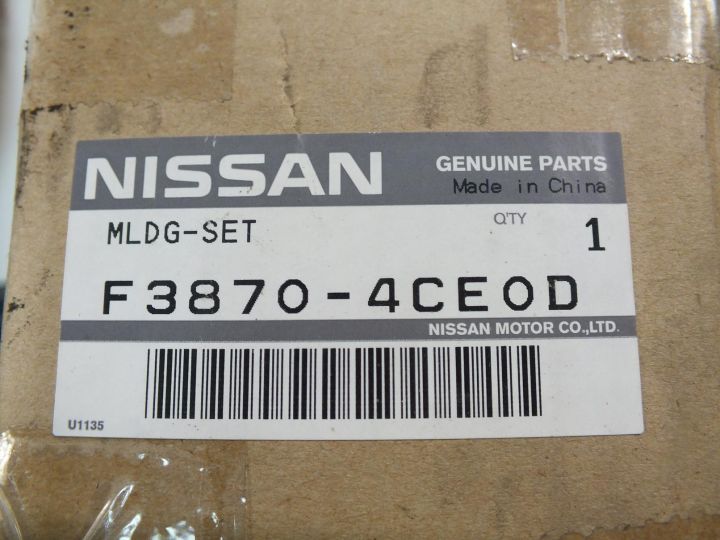 NISSAN
GENUINE PARTS
Made in China
MLDG-SET
Q'TY
1
F3870-4CE0D
NISSAN MOTOR CO.,LTD.
U1135